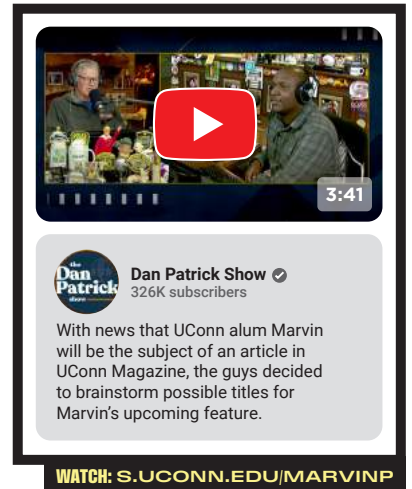 3:41
the
Dan
Patrick
show
Dan Patrick Show
326K subscribers
With news that UConn alum Marvin
will be the subject of an article in
UConn Magazine, the guys decided
to brainstorm possible titles for
Marvin’s upcoming feature.
WATCH: S.UCONN.EDU/MARVINP